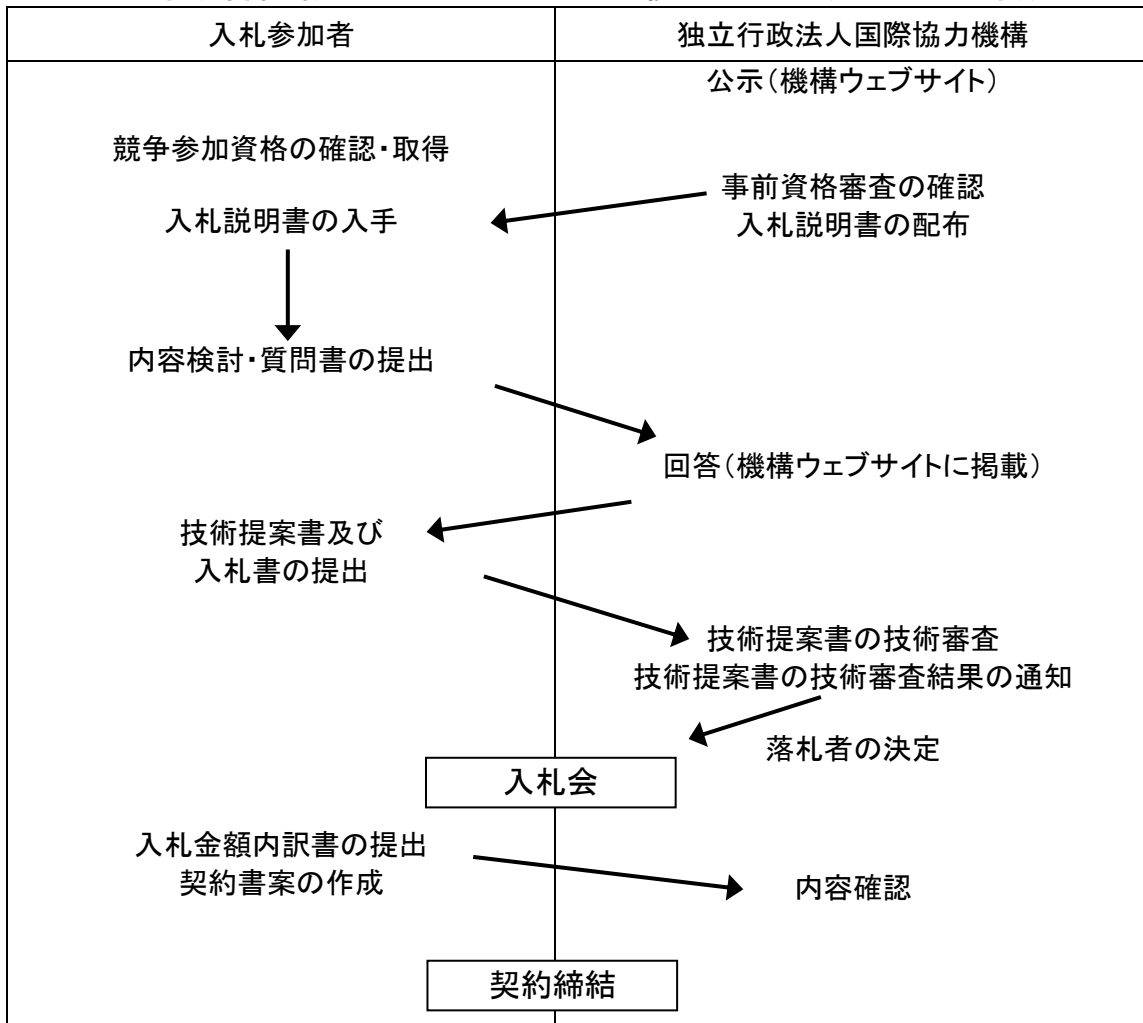 入札参加者
独立行政法人国際協力機構
公示(機構ウェブサイト)
競争参加資格の確認・取得
事前資格審査の確認
入札説明書の配布
入札説明書の入手
内容検討・質問書の提出
回答(機構ウェブサイトに掲載)
技術提案書及び
入札書の提出
技術提案書の技術審査
技術提案書の技術審査結果の通知
落札者の決定
入札会
入札金額内訳書の提出
契約書案の作成
内容確認
契約締結